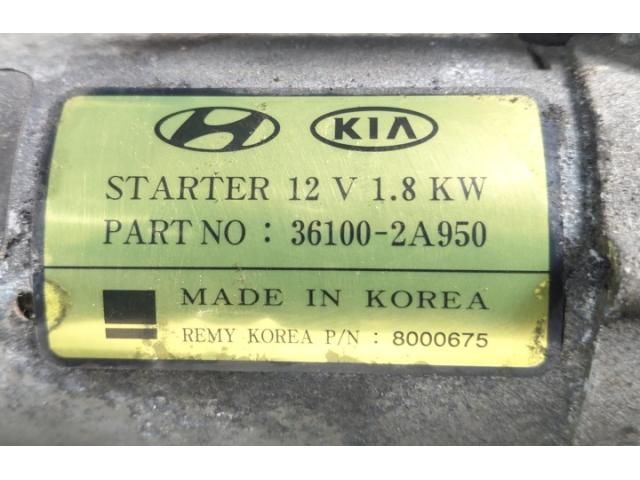 KIA
STARTER 12 V 1.8 KW
PART NO : 36100-2A950
MADE IN KOREA
REMY KOREA P/N : 8000675